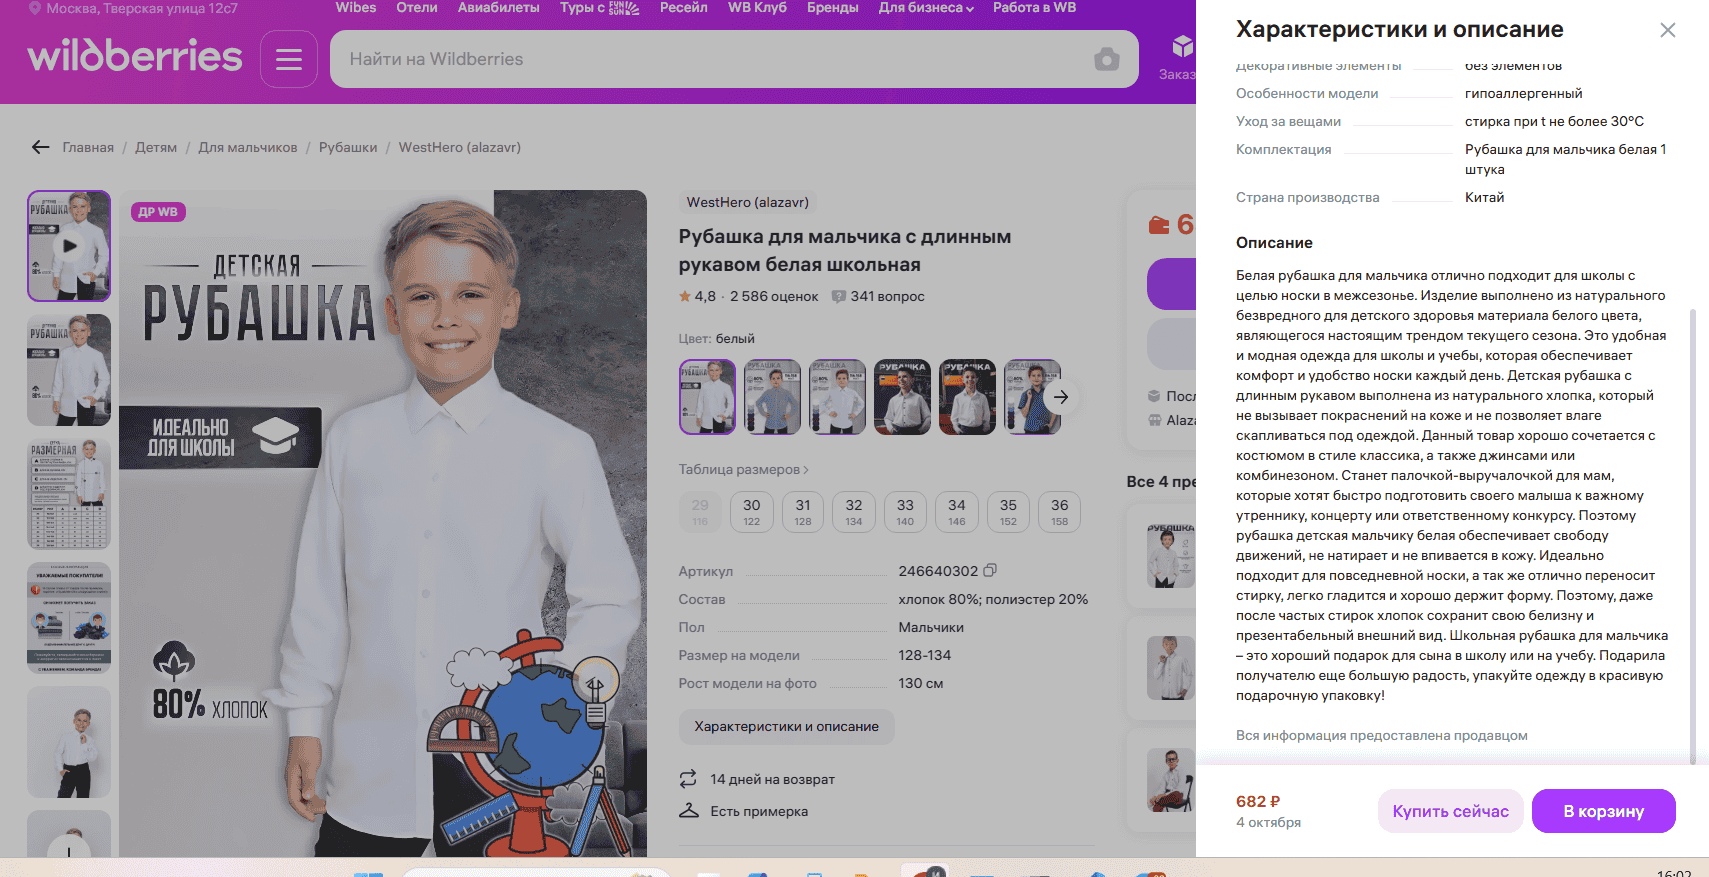 Москва, Тверская улица 12с7
Wibes Отели Авиабилеты Туры с FUN&SUN Ресейл WB Клуб Бренды Для бизнеса Работа в WB
wildberries
Найти на Wildberries
Заказ
Главная / Детям / Для мальчиков / Рубашки / WestHero (alazavr)
ДР WB
ДЕТСКАЯ
РУБАШКА
ИДЕАЛЬНО
ДЛЯ ШКОЛЫ
80% ХЛОПОК
РУБАШКА
РУБАШКА
РАЗМЕРНАЯ
УВАЖАЕМЫЕ ПОКУПАТЕЛИ!
WestHero (alazavr)
Рубашка для мальчика с длинным
рукавом белая школьная
4,8 · 2 586 оценок 341 вопрос
Цвет: белый
Таблица размеров
29 30 31 32 33 34 35 36
116 122 128 134 140 146 152 158
Артикул 246640302
Состав хлопок 80%; полиэстер 20%
Пол Мальчики
Размер на модели 128-134
Рост модели на фото 130 см
Характеристики и описание
14 дней на возврат
Есть примерка
6
Посл
Alaza
Все 4 пре
РУБАШКА
Характеристики и описание
Декоративные элементы без элементов
Особенности модели гипоаллергенный
Уход за вещами стирка при t не более 30°C
Комплектация Рубашка для мальчика белая 1
штука
Страна производства Китай
Описание
Белая рубашка для мальчика отлично подходит для школы с
целью носки в межсезонье. Изделие выполнено из натурального
безвредного для детского здоровья материала белого цвета,
являющегося настоящим трендом текущего сезона. Это удобная
и модная одежда для школы и учебы, которая обеспечивает
комфорт и удобство носки каждый день. Детская рубашка с
длинным рукавом выполнена из натурального хлопка, который
не вызывает покраснений на коже и не позволяет влаге
скапливаться под одеждой. Данный товар хорошо сочетается с
костюмом в стиле классика, а также джинсами или
комбинезоном. Станет палочкой-выручалочкой для мам,
которые хотят быстро подготовить своего малыша к важному
утреннику, концерту или ответственному конкурсу. Поэтому
рубашка детская мальчику белая обеспечивает свободу
движений, не натирает и не впивается в кожу. Идеально
подходит для повседневной носки, а так же отлично переносит
стирку, легко гладится и хорошо держит форму. Поэтому, даже
после частых стирок хлопок сохранит свою белизну и
презентабельный внешний вид. Школьная рубашка для мальчика
– это хороший подарок для сына в школу или на учебу. Подарила
получателю еще большую радость, упакуйте одежду в красивую
подарочную упаковку!
Вся информация предоставлена продавцом
682 ₽
4 октября
Купить сейчас
В корзину
16:02